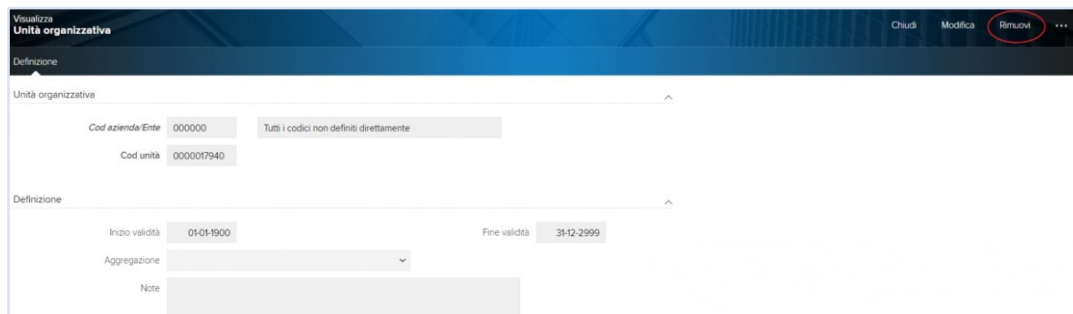 Visualizza
Unità organizzativa
Chiudi Modifica Rimuovi ...
Definizione
Unità organizzativa
Cod azienda/Ente 000000 Tutti i codici non definiti direttamente
Cod unità 0000017940
Definizione
Inizio validità 01-01-1900 Fine validità 31-12-2999
Aggregazione
Note